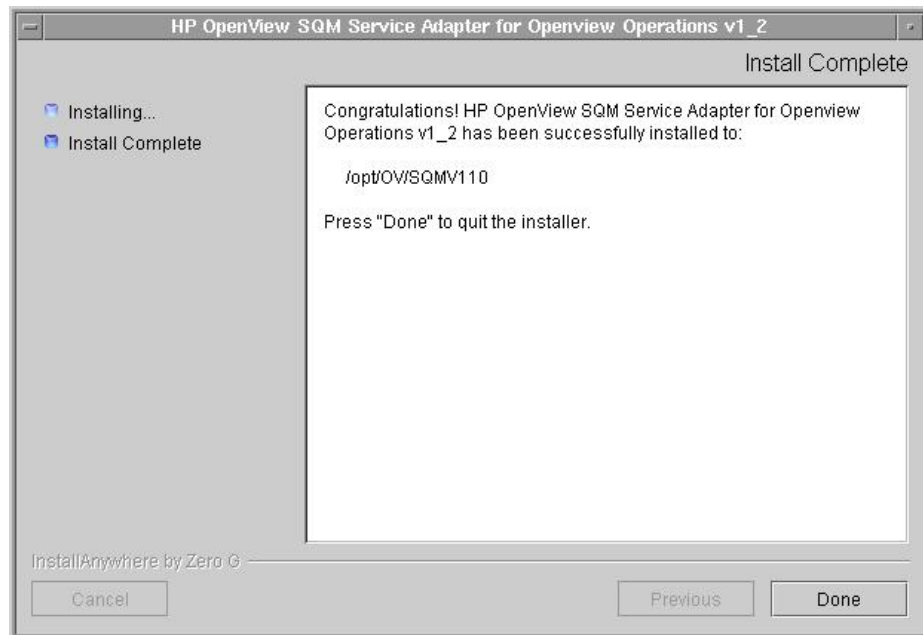 HP OpenView SQM Service Adapter for Openview Operations v1_2
Install Complete
Installing...
Install Complete
Congratulations! HP OpenView SQM Service Adapter for Openview
Operations v1_2 has been successfully installed to:
/opt/OV/SQMV110
Press "Done" to quit the installer.
InstallAnywhere by Zero G
Cancel
Previous
Done